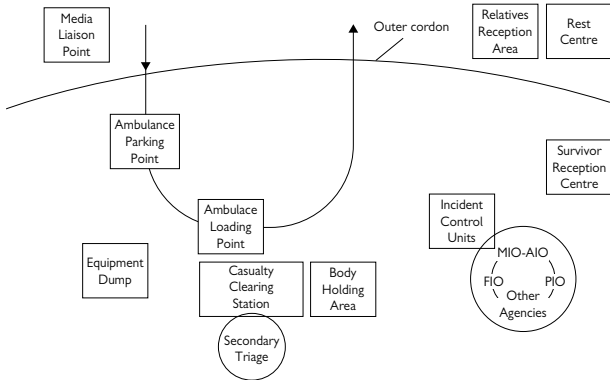 Media
Liaison
Point
Outer cordon
Relatives
Reception
Area
Rest
Centre
Ambulance
Parking
Point
Survivor
Reception
Centre
Ambulace
Loading
Point
Incident
Control
Units
Equipment
Dump
Casualty
Clearing
Station
Body
Holding
Area
MIO-AIO
FIO
PIO
Other
Agencies
Secondary
Triage